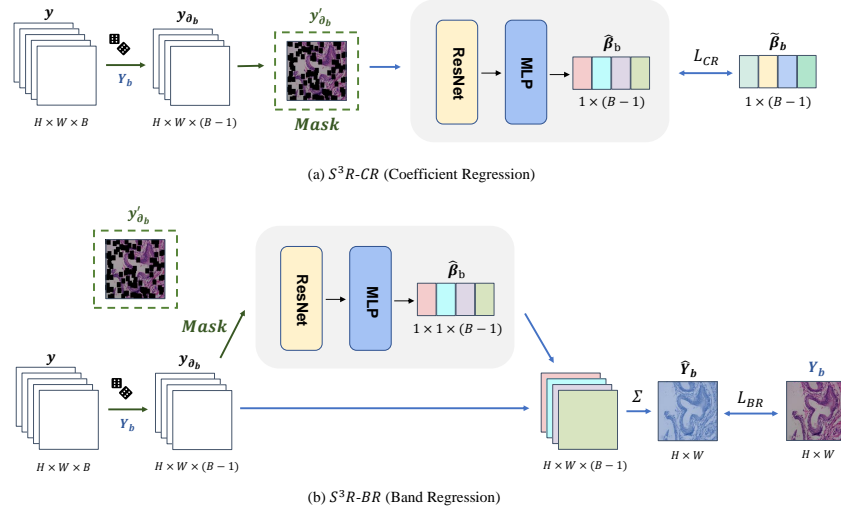 y
y∂b
y′∂b
Yb
Mask
H × W × B
H × W × (B − 1)
ResNet
MLP
β̂b
1 × (B − 1)
LCR
β̃b
1 × (B − 1)
(a) S³R-CR (Coefficient Regression)
y′∂b
Mask
ResNet
MLP
β̂b
1 × 1 × (B − 1)
y
y∂b
Yb
H × W × B
H × W × (B − 1)
H × W × (B − 1)
Σ
Ŷb
H × W
LBR
Yb
H × W
(b) S³R-BR (Band Regression)